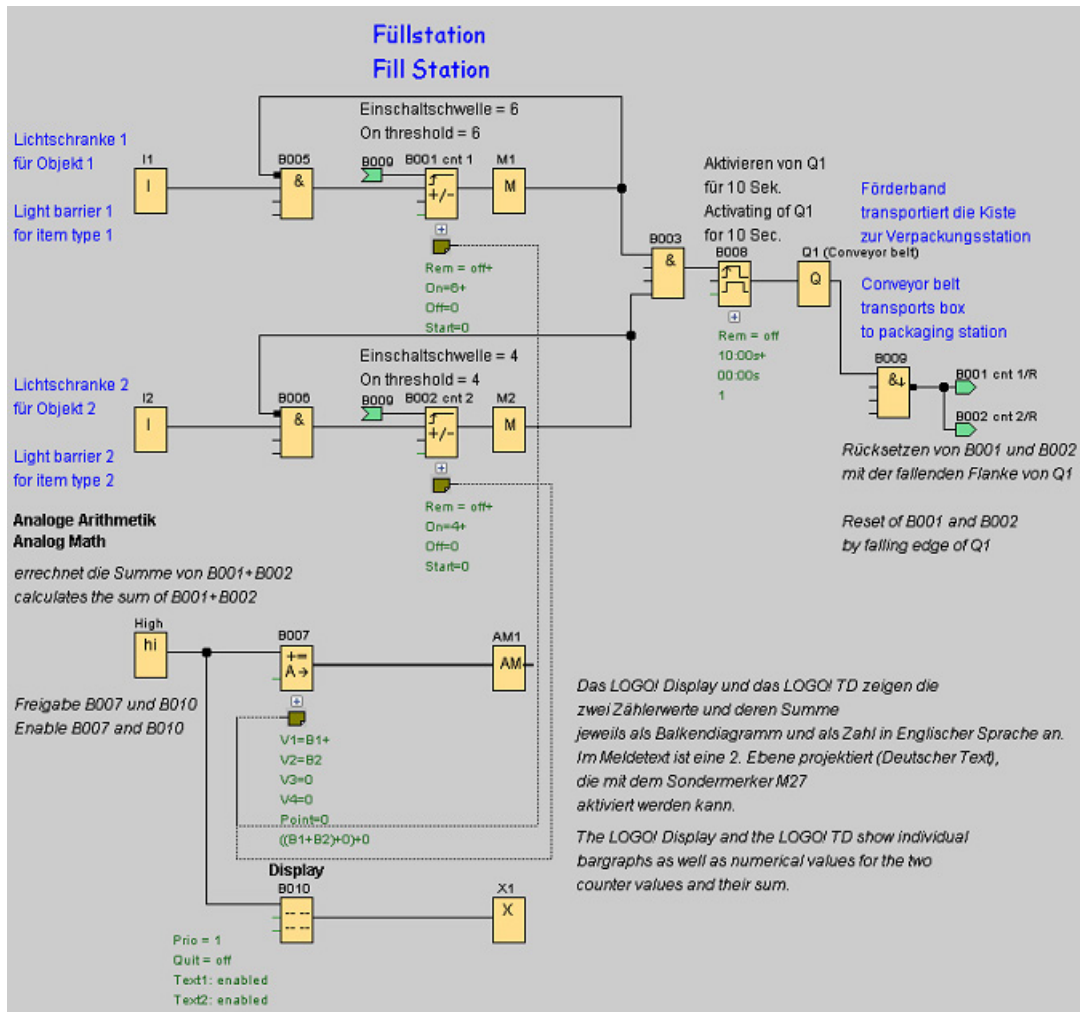 Füllstation
Fill Station
Einschaltschwelle = 6
On threshold = 6
Lichtschranke 1
für Objekt 1
Light barrier 1
for item type 1
I1
I
B005
&
B009
B001 cnt 1
+/-
M1
M
Rem = off+
On=6+
Off=0
Start=0
Aktivieren von Q1
für 10 Sek.
Activating of Q1
for 10 Sec.
B003
&
B008
Rem = off
10:00s+
00:00s
1
Förderband
transportiert die Kiste
zur Verpackungsstation
Q1 (Conveyor belt)
Q
Conveyor belt
transports box
to packaging station
B009
&↓
B001 cnt 1/R
B002 cnt 2/R
Rücksetzen von B001 und B002
mit der fallenden Flanke von Q1
Reset of B001 and B002
by falling edge of Q1
Einschaltschwelle = 4
On threshold = 4
Lichtschranke 2
für Objekt 2
Light barrier 2
for item type 2
I2
I
B006
&
B009
B002 cnt 2
+/-
M2
M
Rem = off+
On=4+
Off=0
Start=0
Analoge Arithmetik
Analog Math
errechnet die Summe von B001+B002
calculates the sum of B001+B002
High
hi
Freigabe B007 und B010
Enable B007 and B010
B007
+=
A→
AM1
AM
V1=B1+
V2=B2
V3=0
V4=0
Point=0
((B1+B2)+0)+0
Das LOGO! Display und das LOGO! TD zeigen die
zwei Zählerwerte und deren Summe
jeweils als Balkendiagramm und als Zahl in Englischer Sprache an.
Im Meldetext ist eine 2. Ebene projektiert (Deutscher Text),
die mit dem Sondermerker M27
aktiviert werden kann.
The LOGO! Display and the LOGO! TD show individual
bargraphs as well as numerical values for the two
counter values and their sum.
Display
B010
X1
X
Prio = 1
Quit = off
Text1: enabled
Text2: enabled